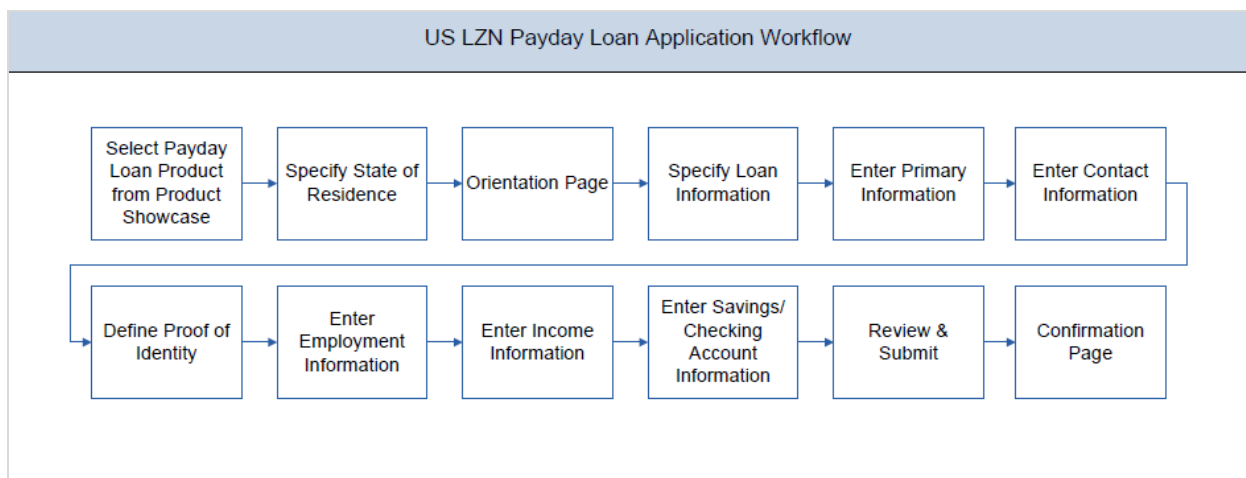 US LZN Payday Loan Application Workflow
Select Payday
Loan Product
from Product
Showcase
Specify State of
Residence
Orientation Page
Specify Loan
Information
Enter Primary
Information
Enter Contact
Information
Define Proof of
Identity
Enter
Employment
Information
Enter Income
Information
Enter Savings/
Checking
Account
Information
Review &
Submit
Confirmation
Page